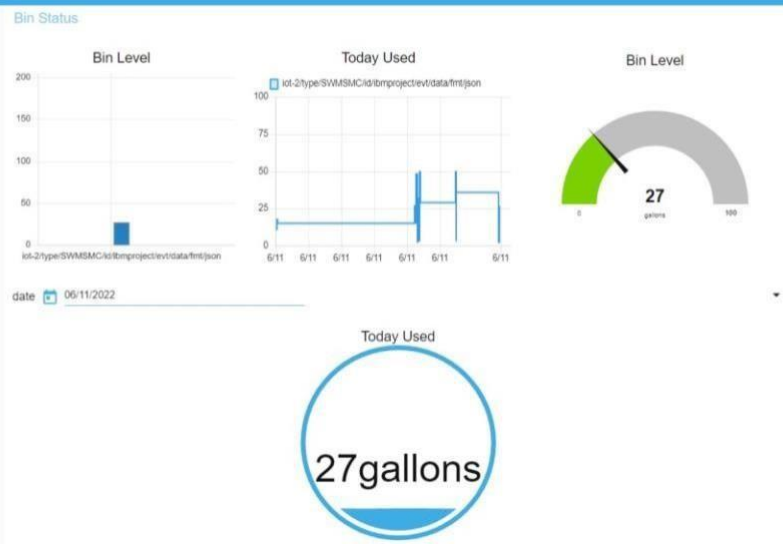 Bin Status
Bin Level
200
150
100
50
0
iot-2/type/SWMSMC/id/ibmproject/evt/data/fmt/json
Today Used
iot-2/type/SWMSMC/id/ibmproject/evt/data/fmt/json
100
75
50
25
0
6/11 6/11 6/11 6/11 6/11 6/11 6/11
Bin Level
27
gallons
0 100
date 06/11/2022
Today Used
27gallons